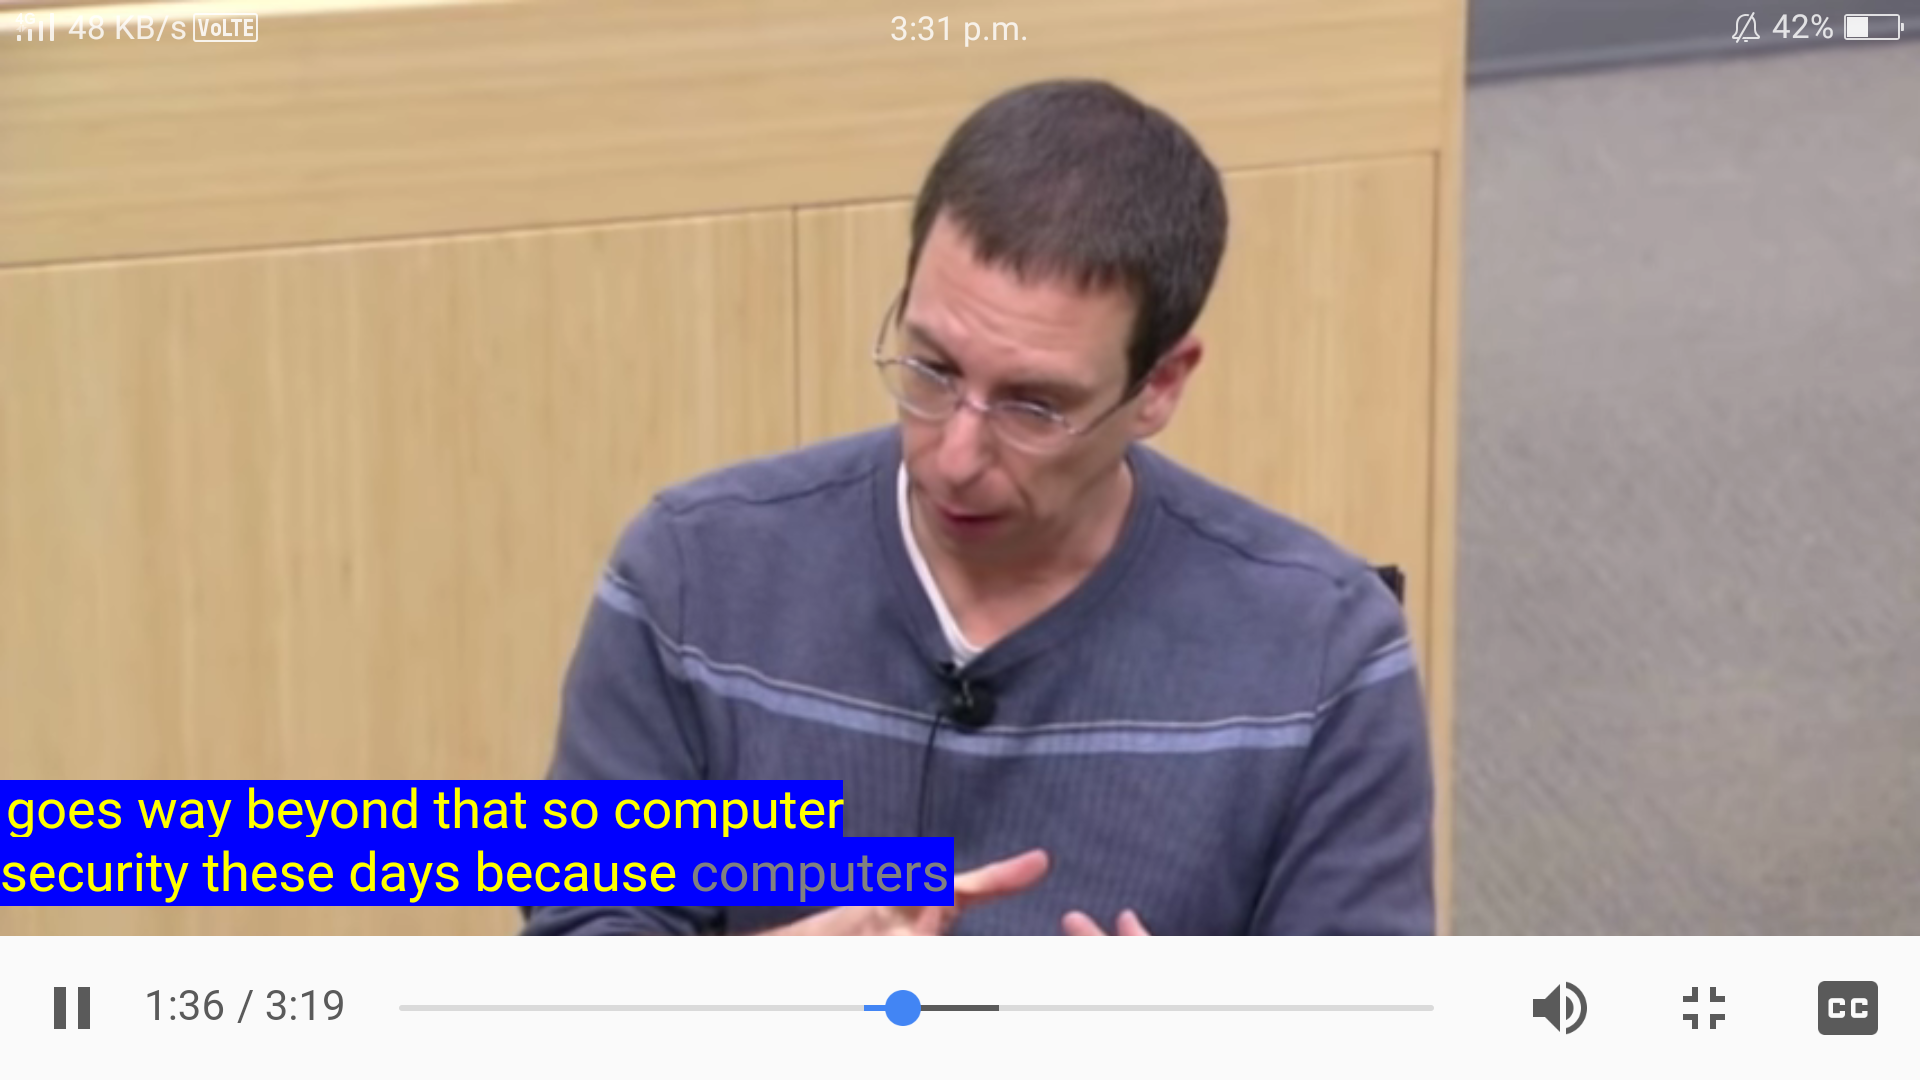 4G 48 KB/s VoLTE 3:31 p.m. 42%
goes way beyond that so computer
security these days because computers
1:36 / 3:19 CC